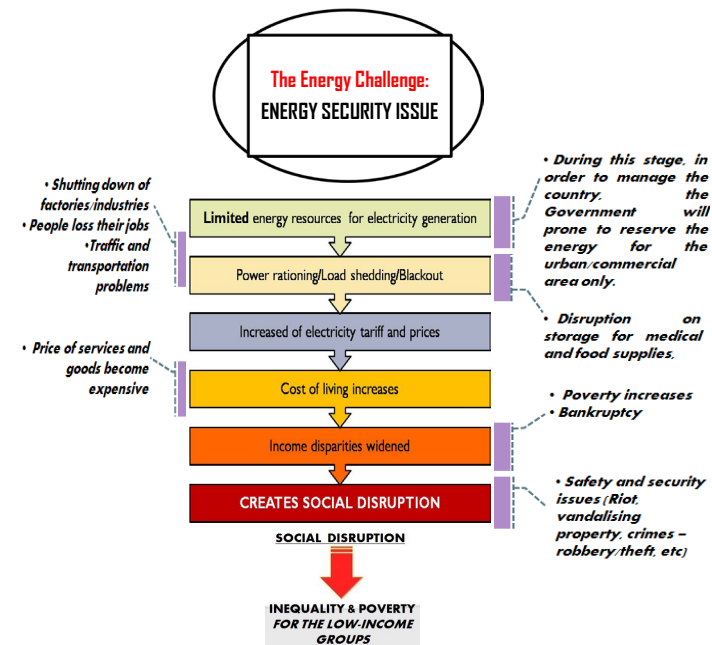 The Energy Challenge:
ENERGY SECURITY ISSUE
• Shutting down of
factories/industries
• People loss their jobs
•Traffic and
transportation
problems
• Price of services and
goods become
expensive
Limited energy resources for electricity generation
Power rationing/Load shedding/Blackout
Increased of electricity tariff and prices
Cost of living increases
Income disparities widened
CREATES SOCIAL DISRUPTION
• During this stage, in
order to manage the
country, the
Government will
prone to reserve the
energy for the
urban/commercial
area only.
• Disruption on
storage for medical
and food supplies,
• Poverty increases
• Bankruptcy
• Safety and security
issues (Riot,
vandalising
property, crimes –
robbery/theft, etc)
SOCIAL DISRUPTION
INEQUALITY & POVERTY
FOR THE LOW-INCOME
GROUPS